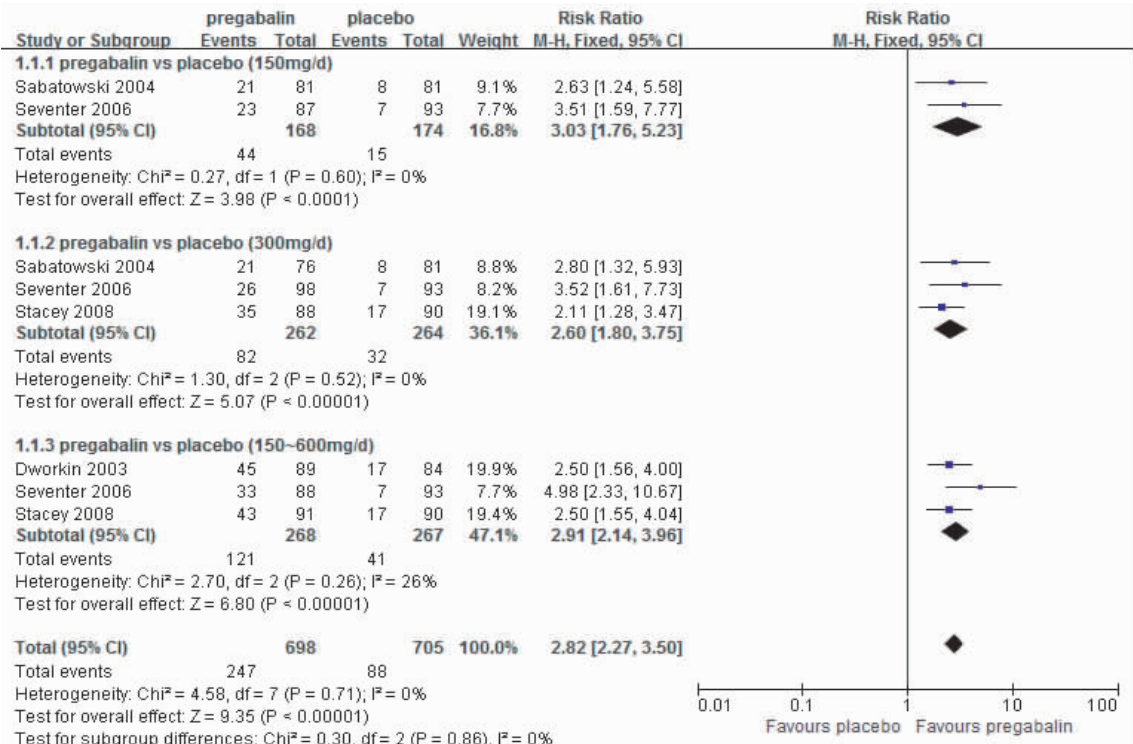 pregabalin placebo Risk Ratio Risk Ratio
Study or Subgroup Events Total Events Total Weight M-H, Fixed, 95% CI M-H, Fixed, 95% CI
1.1.1 pregabalin vs placebo (150mg/d)
Sabatowski 2004 21 81 8 81 9.1% 2.63 [1.24, 5.58]
Seventer 2006 23 87 7 93 7.7% 3.51 [1.59, 7.77]
Subtotal (95% CI) 168 174 16.8% 3.03 [1.76, 5.23]
Total events 44 15
Heterogeneity: Chi² = 0.27, df = 1 (P = 0.60); I² = 0%
Test for overall effect: Z = 3.98 (P < 0.0001)
1.1.2 pregabalin vs placebo (300mg/d)
Sabatowski 2004 21 76 8 81 8.8% 2.80 [1.32, 5.93]
Seventer 2006 26 98 7 93 8.2% 3.52 [1.61, 7.73]
Stacey 2008 35 88 17 90 19.1% 2.11 [1.28, 3.47]
Subtotal (95% CI) 262 264 36.1% 2.60 [1.80, 3.75]
Total events 82 32
Heterogeneity: Chi² = 1.30, df = 2 (P = 0.52); I² = 0%
Test for overall effect: Z = 5.07 (P < 0.00001)
1.1.3 pregabalin vs placebo (150~600mg/d)
Dworkin 2003 45 89 17 84 19.9% 2.50 [1.56, 4.00]
Seventer 2006 33 88 7 93 7.7% 4.98 [2.33, 10.67]
Stacey 2008 43 91 17 90 19.4% 2.50 [1.55, 4.04]
Subtotal (95% CI) 268 267 47.1% 2.91 [2.14, 3.96]
Total events 121 41
Heterogeneity: Chi² = 2.70, df = 2 (P = 0.26); I² = 26%
Test for overall effect: Z = 6.80 (P < 0.00001)
Total (95% CI) 698 705 100.0% 2.82 [2.27, 3.50]
Total events 247 88
Heterogeneity: Chi² = 4.58, df = 7 (P = 0.71); I² = 0%
Test for overall effect: Z = 9.35 (P < 0.00001)
Test for subgroup differences: Chi² = 0.30, df = 2 (P = 0.86), I² = 0%
0.01 0.1 1 10 100
Favours placebo Favours pregabalin